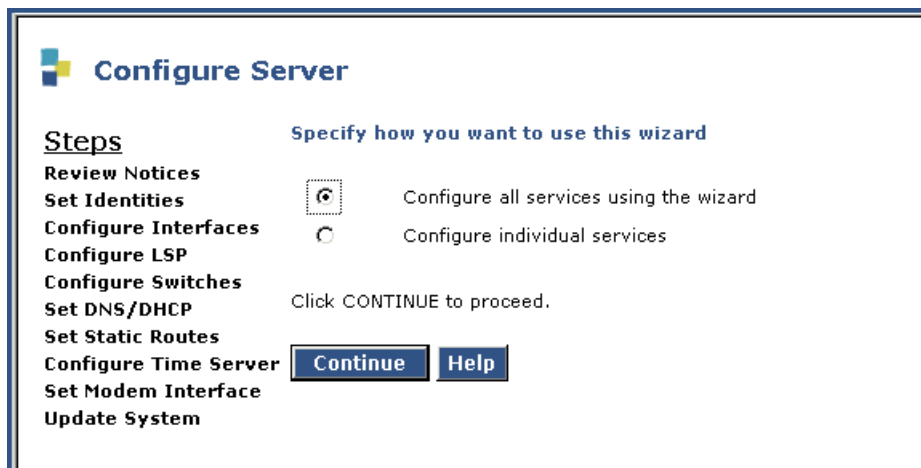 Configure Server
Steps
Review Notices
Set Identities
Configure Interfaces
Configure LSP
Configure Switches
Set DNS/DHCP
Set Static Routes
Configure Time Server
Set Modem Interface
Update System
Specify how you want to use this wizard
Configure all services using the wizard
Configure individual services
Click CONTINUE to proceed.
Continue Help